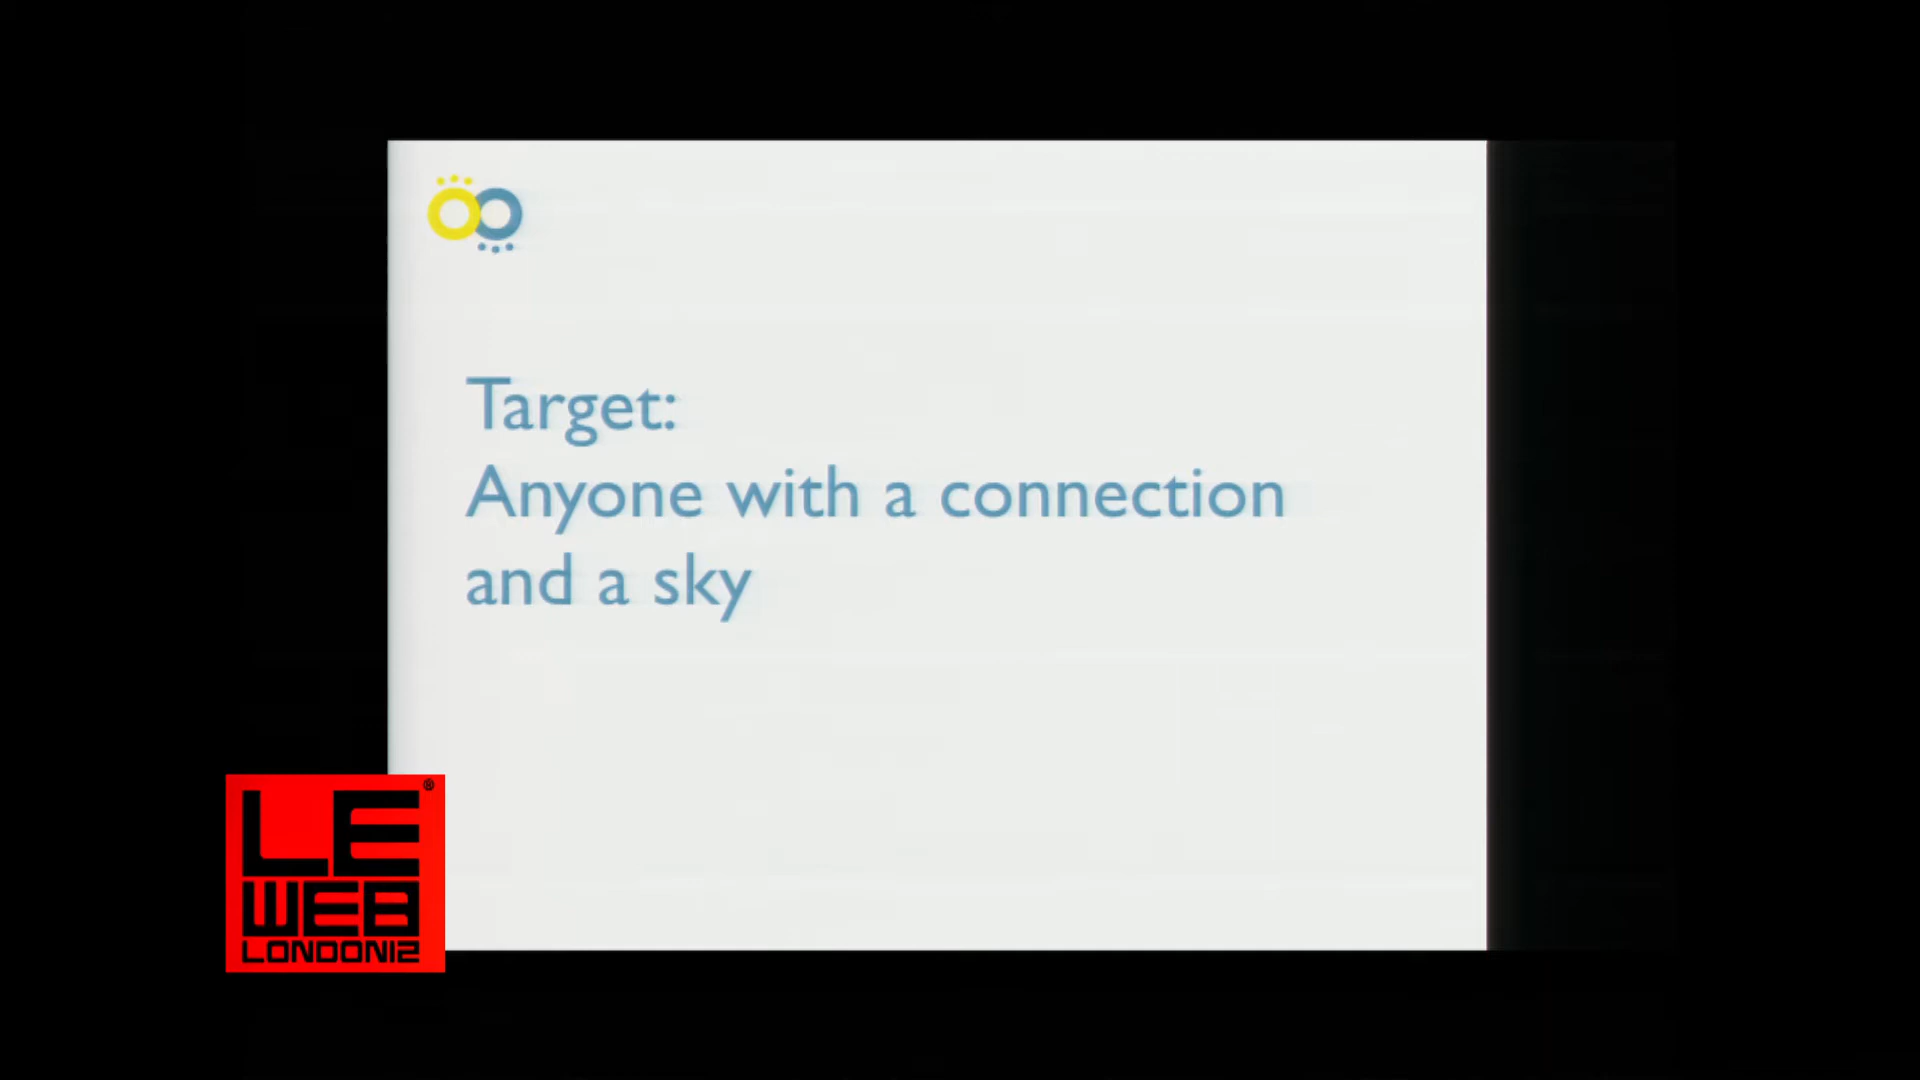 Target:
Anyone with a connection
and a sky
LE
WEB
LONDON12
®